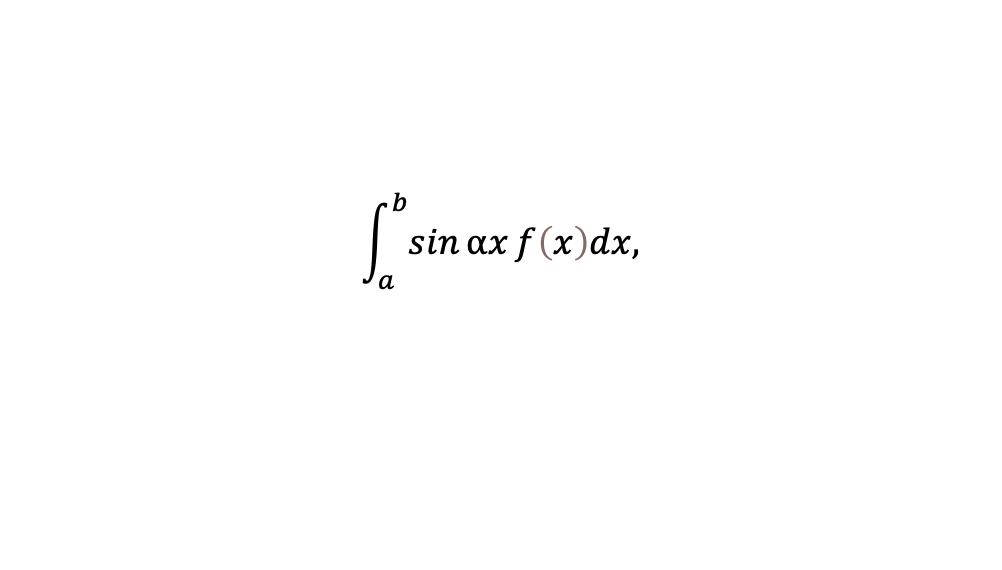 ∫_a^b sin αx f(x)dx,